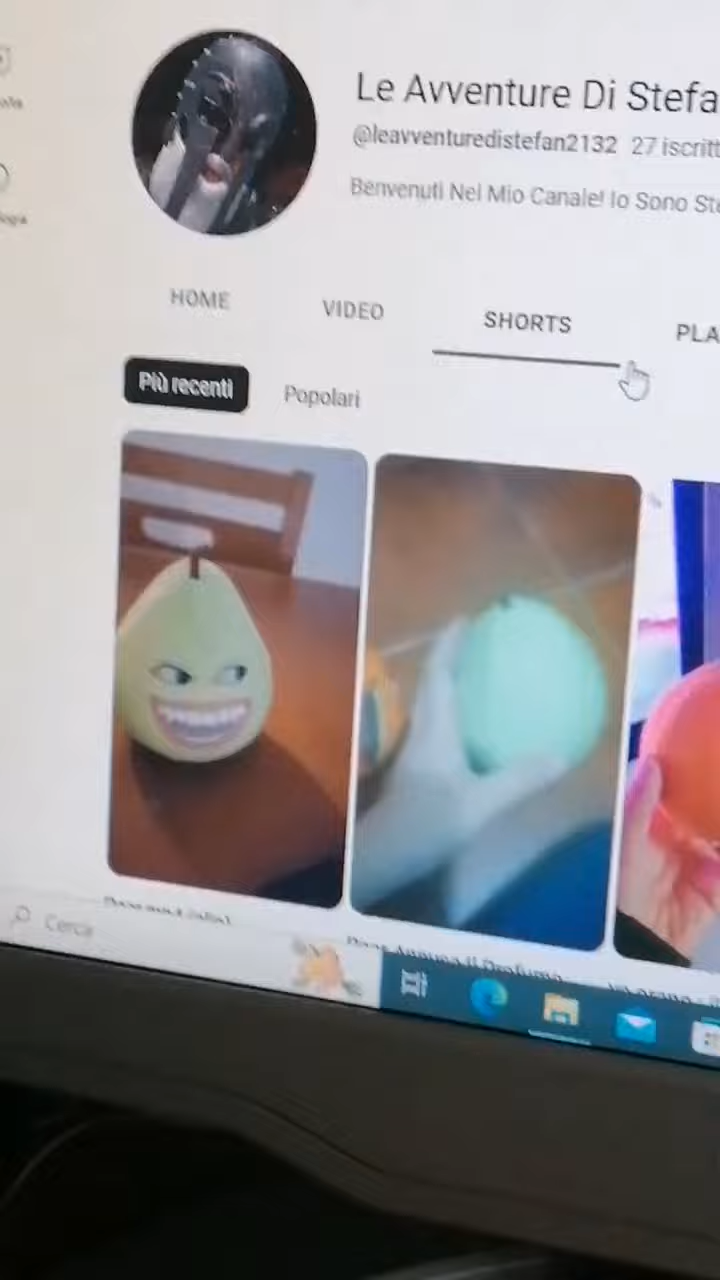 Le Avventure Di Stefa
@leavventuredistefan2132 27 iscritt
Benvenuti Nel Mio Canale! Io Sono Ste
HOME VIDEO SHORTS PLA
Più recenti Popolari
Cerca